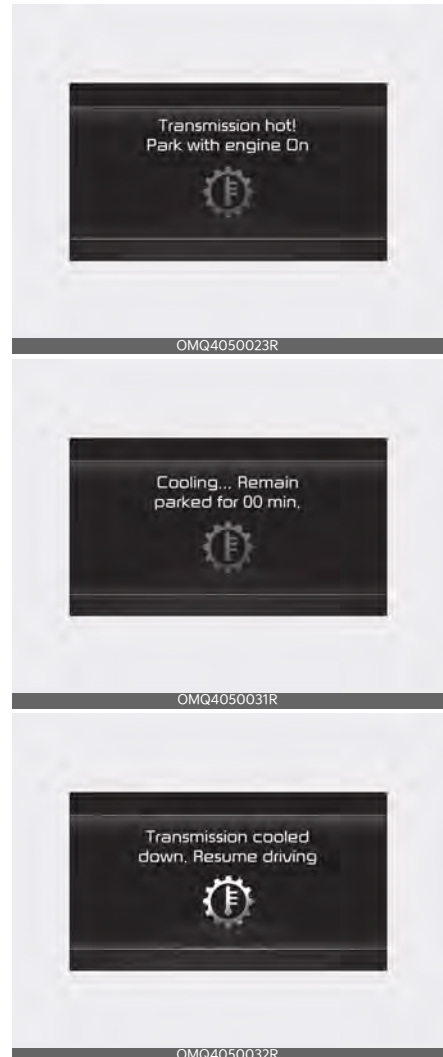 Transmission hot!
Park with engine On
OMQ4050023R
Cooling... Remain
parked for 00 min.
OMQ4050031R
Transmission cooled
down. Resume driving
OMQ4050032R